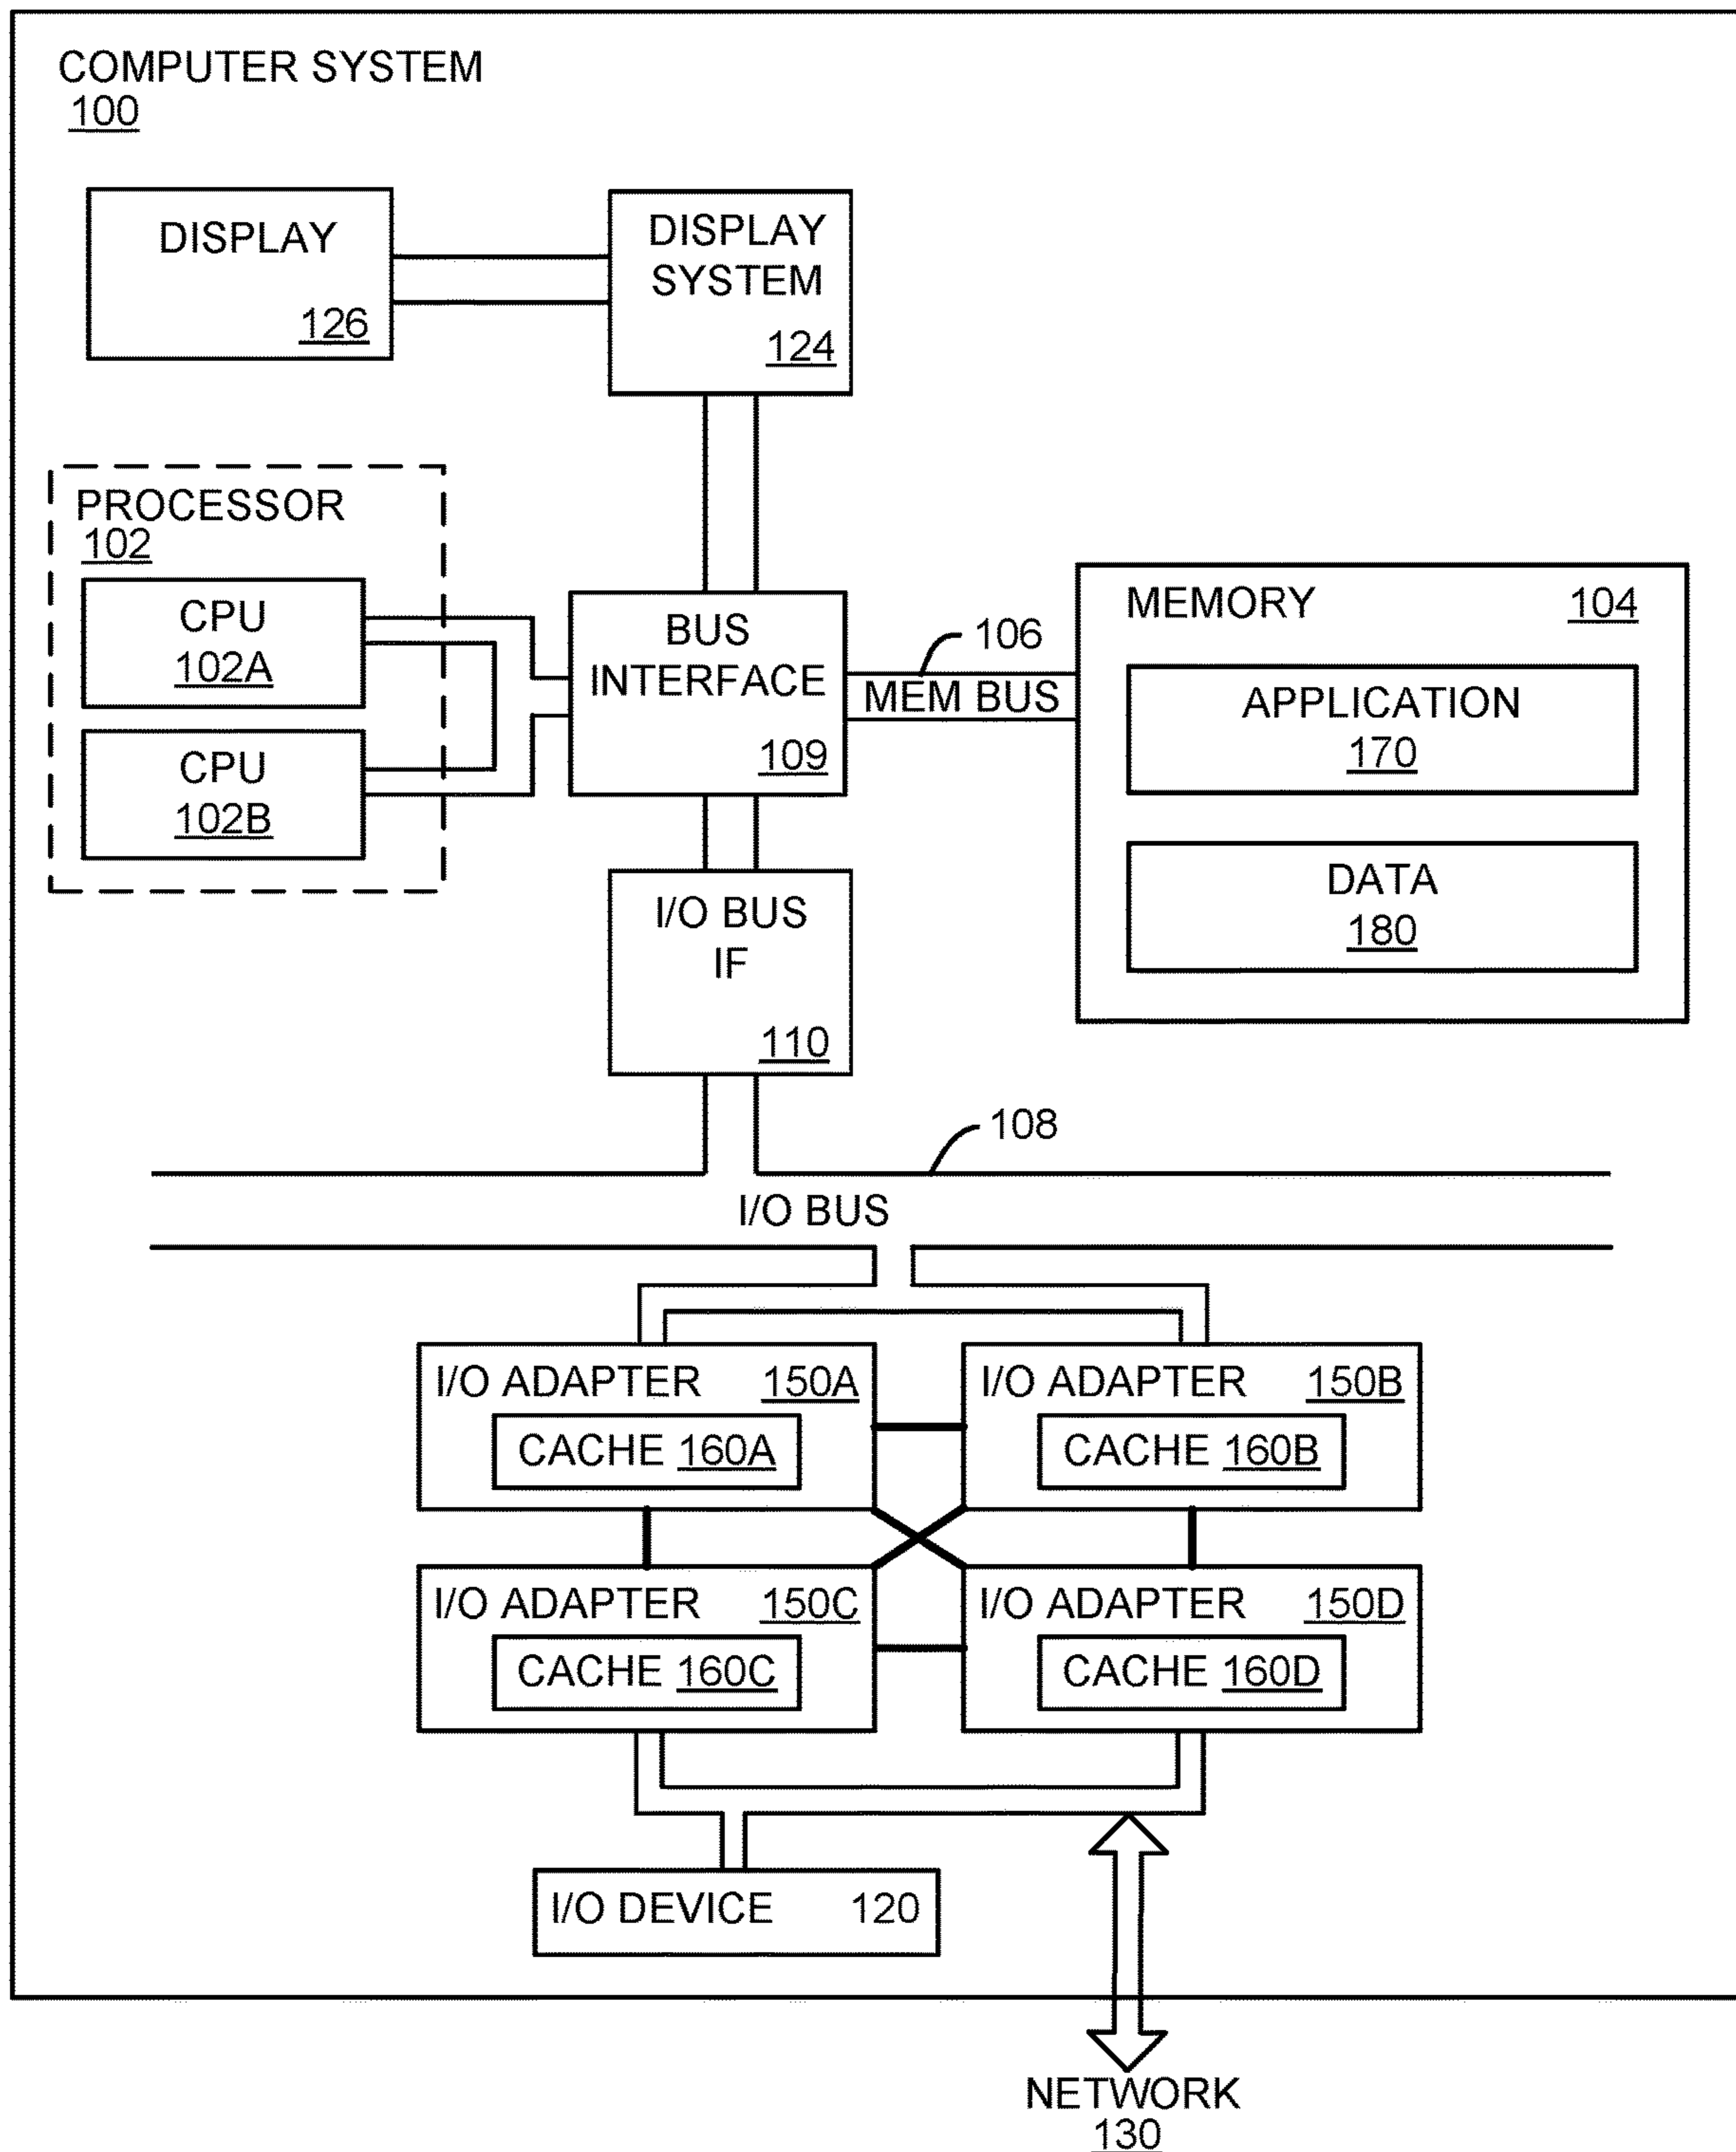 COMPUTER SYSTEM
100
DISPLAY
126
DISPLAY
SYSTEM
124
PROCESSOR
102
CPU
102A
CPU
102B
BUS
INTERFACE
109
106
MEM BUS
MEMORY 104
APPLICATION
170
DATA
180
I/O BUS
IF
110
108
I/O BUS
I/O ADAPTER 150A
CACHE 160A
I/O ADAPTER 150B
CACHE 160B
I/O ADAPTER 150C
CACHE 160C
I/O ADAPTER 150D
CACHE 160D
I/O DEVICE 120
NETWORK
130